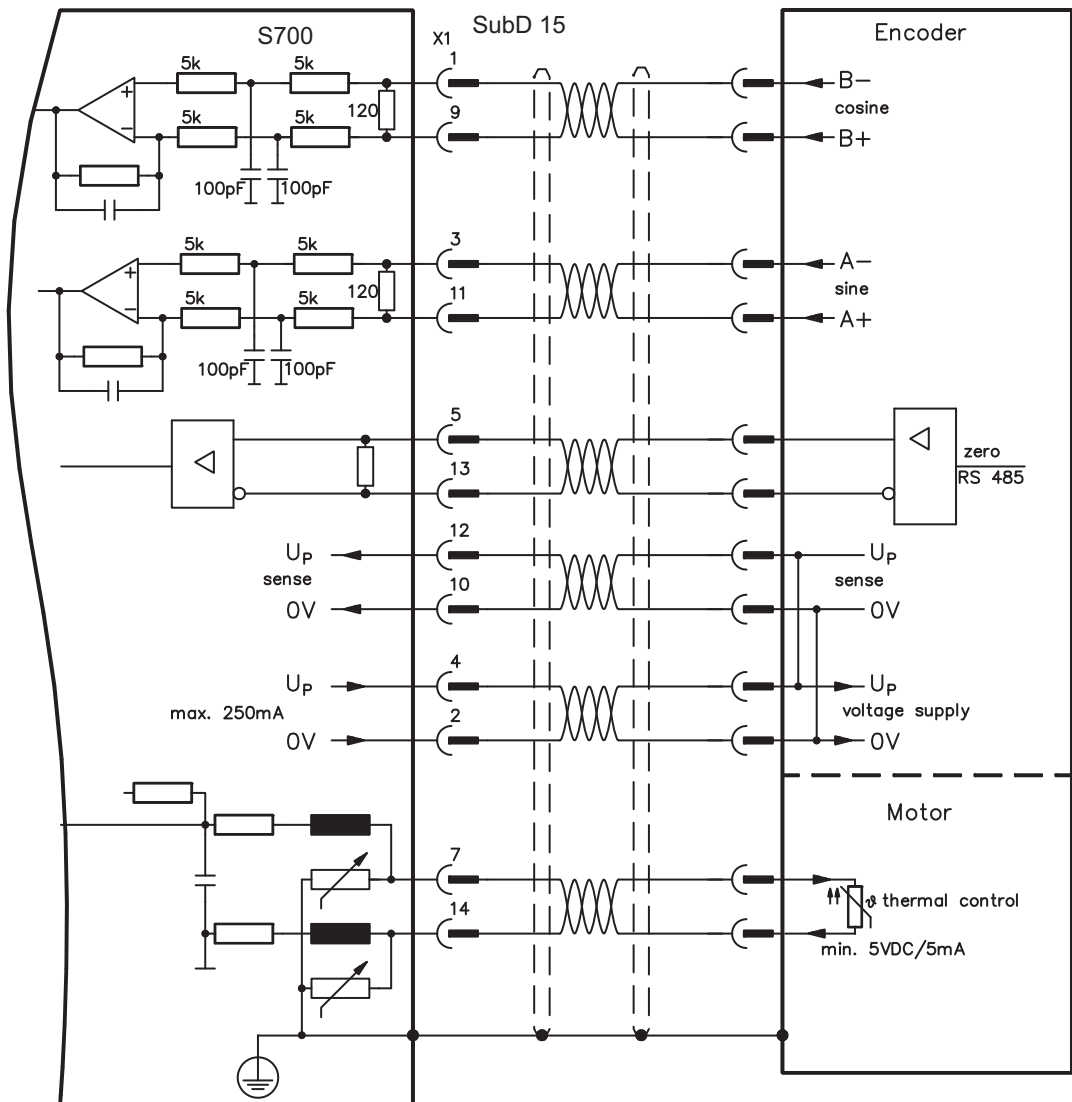 S700
X1
SubD 15
Encoder
5k
5k
1
B-
120
cosine
9
5k
5k
B+
100pF
100pF
3
5k
5k
A-
120
sine
11
5k
5k
A+
100pF
100pF
5
zero
RS 485
13
12
UP
UP
sense
sense
10
0V
0V
4
UP
UP
max. 250mA
voltage supply
2
0V
0V
Motor
7
ϑ thermal control
14
min. 5VDC/5mA